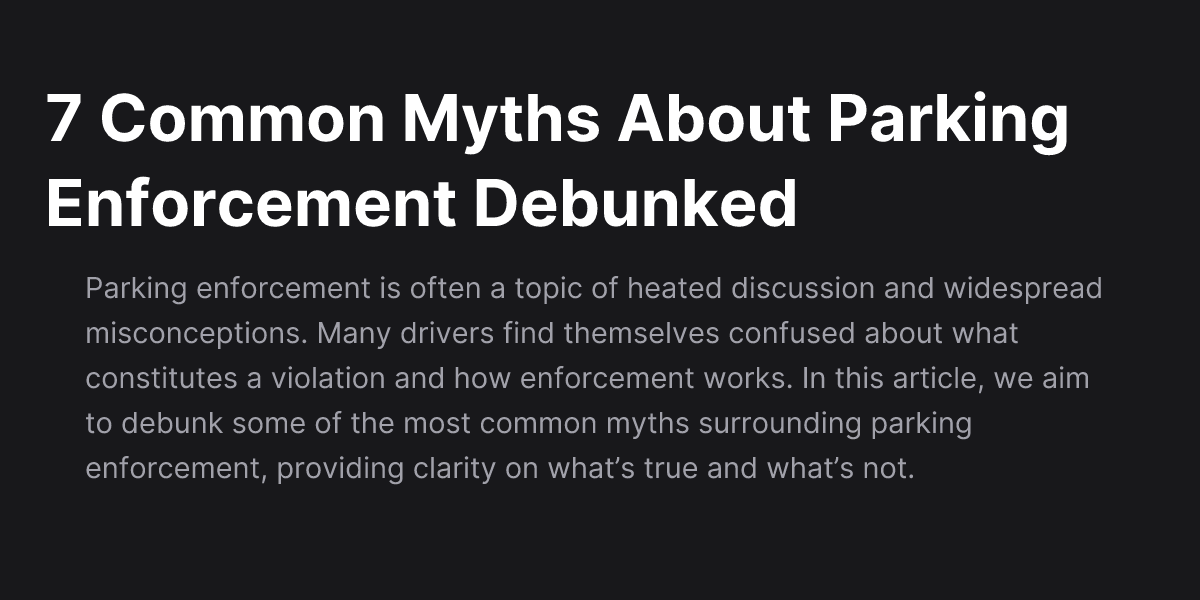 7 Common Myths About Parking
Enforcement Debunked
Parking enforcement is often a topic of heated discussion and widespread
misconceptions. Many drivers find themselves confused about what
constitutes a violation and how enforcement works. In this article, we aim
to debunk some of the most common myths surrounding parking
enforcement, providing clarity on what’s true and what’s not.